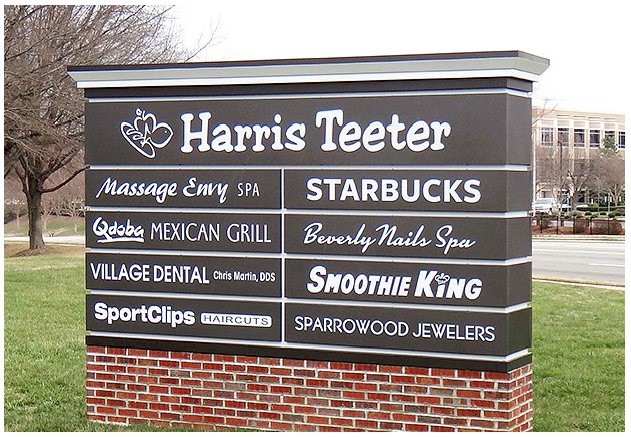 Harris Teeter
Massage Envy SPA
STARBUCKS
Qdoba MEXICAN GRILL
Beverly Nails Spa
VILLAGE DENTAL Chris Martin, DDS
SMOOTHIE KING
SportClips HAIRCUTS
SPARROWOOD JEWELERS